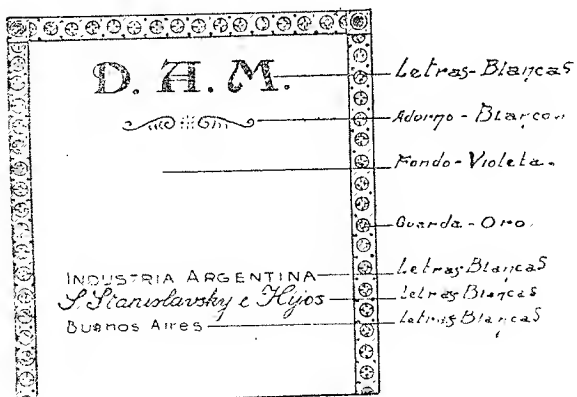 D. A. M.
Letras-Blancas
Adorno-Blanco
Fondo-Violeta
Guarda-Oro.
INDUSTRIA ARGENTINA
Letras Blancas
S. Stanislavsky e Hijos
Letras Blancas
Buenos Aires
Letras Blancas